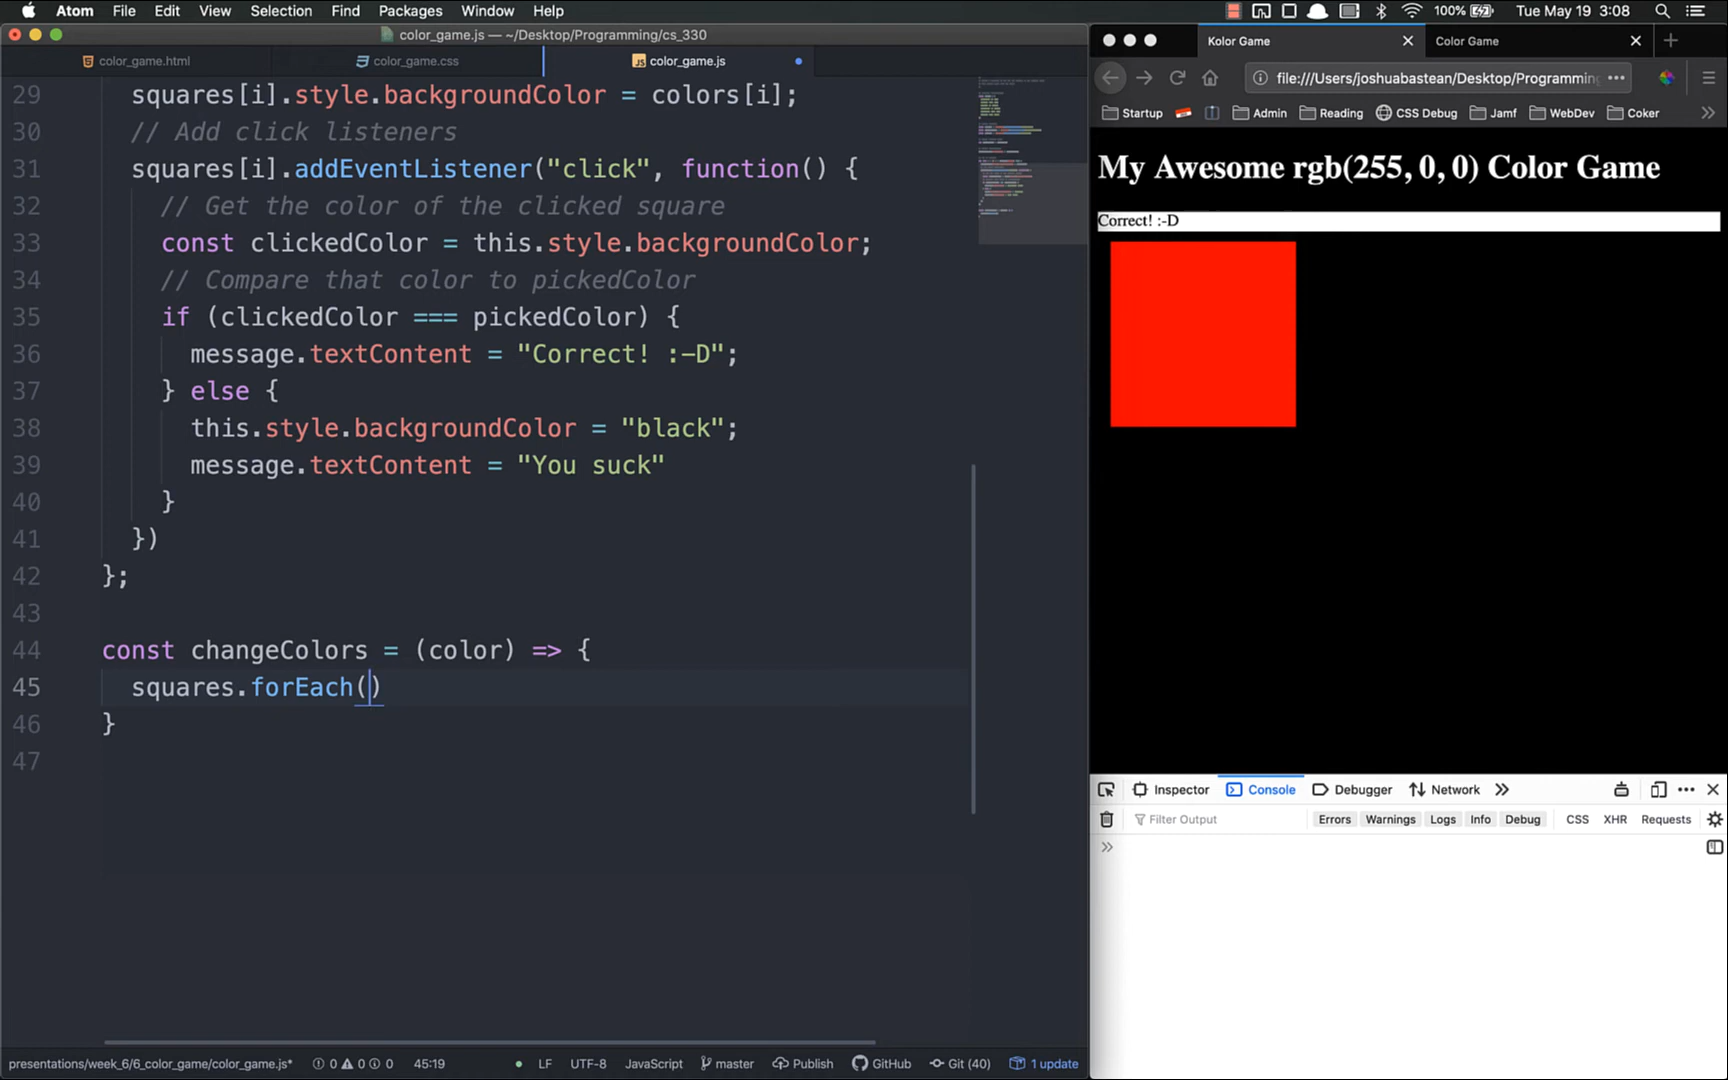 Atom File Edit View Selection Find Packages Window Help 100% Tue May 19 3:08
color_game.js — ~/Desktop/Programming/cs_330
color_game.html color_game.css color_game.js
29 squares[i].style.backgroundColor = colors[i];
30 // Add click listeners
31 squares[i].addEventListener("click", function() {
32 // Get the color of the clicked square
33 const clickedColor = this.style.backgroundColor;
34 // Compare that color to pickedColor
35 if (clickedColor === pickedColor) {
36 message.textContent = "Correct! :-D";
37 } else {
38 this.style.backgroundColor = "black";
39 message.textContent = "You suck"
40 }
41 })
42 };
43
44 const changeColors = (color) => {
45 squares.forEach()
46 }
47
presentations/week_6/6_color_game/color_game.js* 0 0 0 45:19 LF UTF-8 JavaScript master Publish GitHub Git (40) 1 update
Kolor Game Color Game
file:///Users/joshuabastean/Desktop/Programmin
Startup Admin Reading CSS Debug Jamf WebDev Coker
My Awesome rgb(255, 0, 0) Color Game
Correct! :-D
Inspector Console Debugger Network
Filter Output Errors Warnings Logs Info Debug CSS XHR Requests